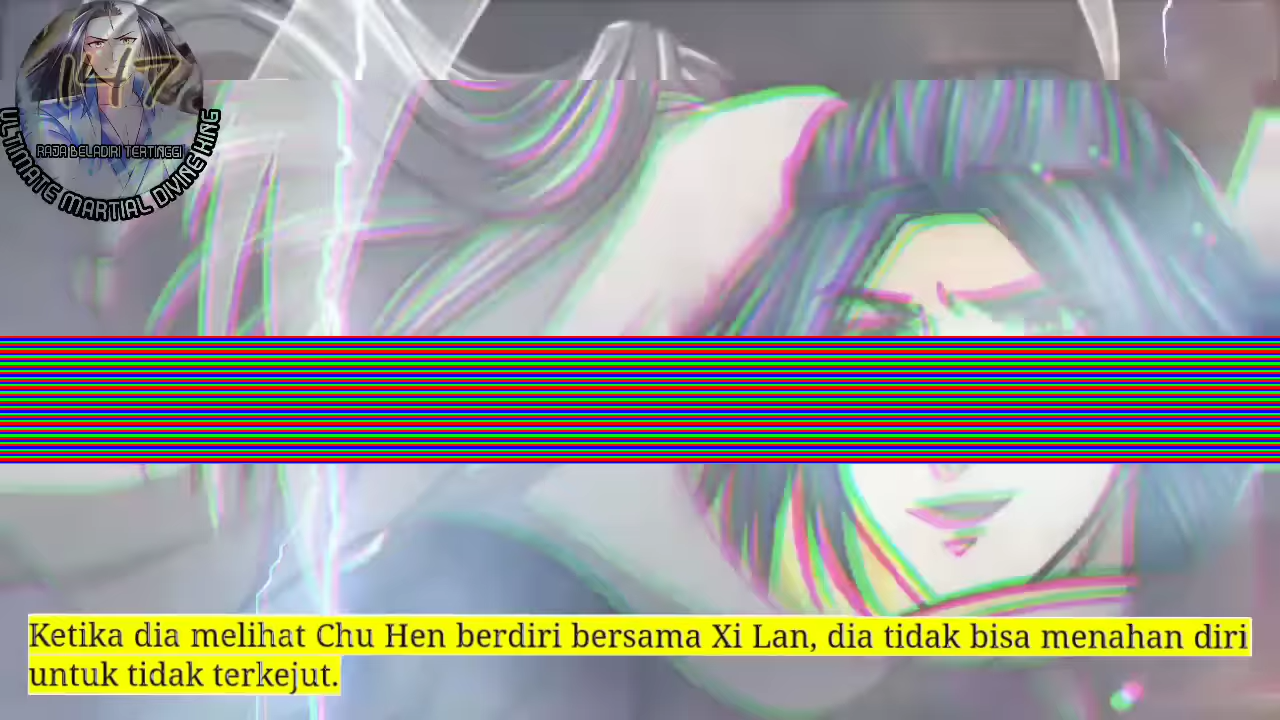 147
RAJA BELADIRI TERTINGGI
ULTIMATE MARTIAL DIVINE KING
Ketika dia melihat Chu Hen berdiri bersama Xi Lan, dia tidak bisa menahan diri
untuk tidak terkejut.